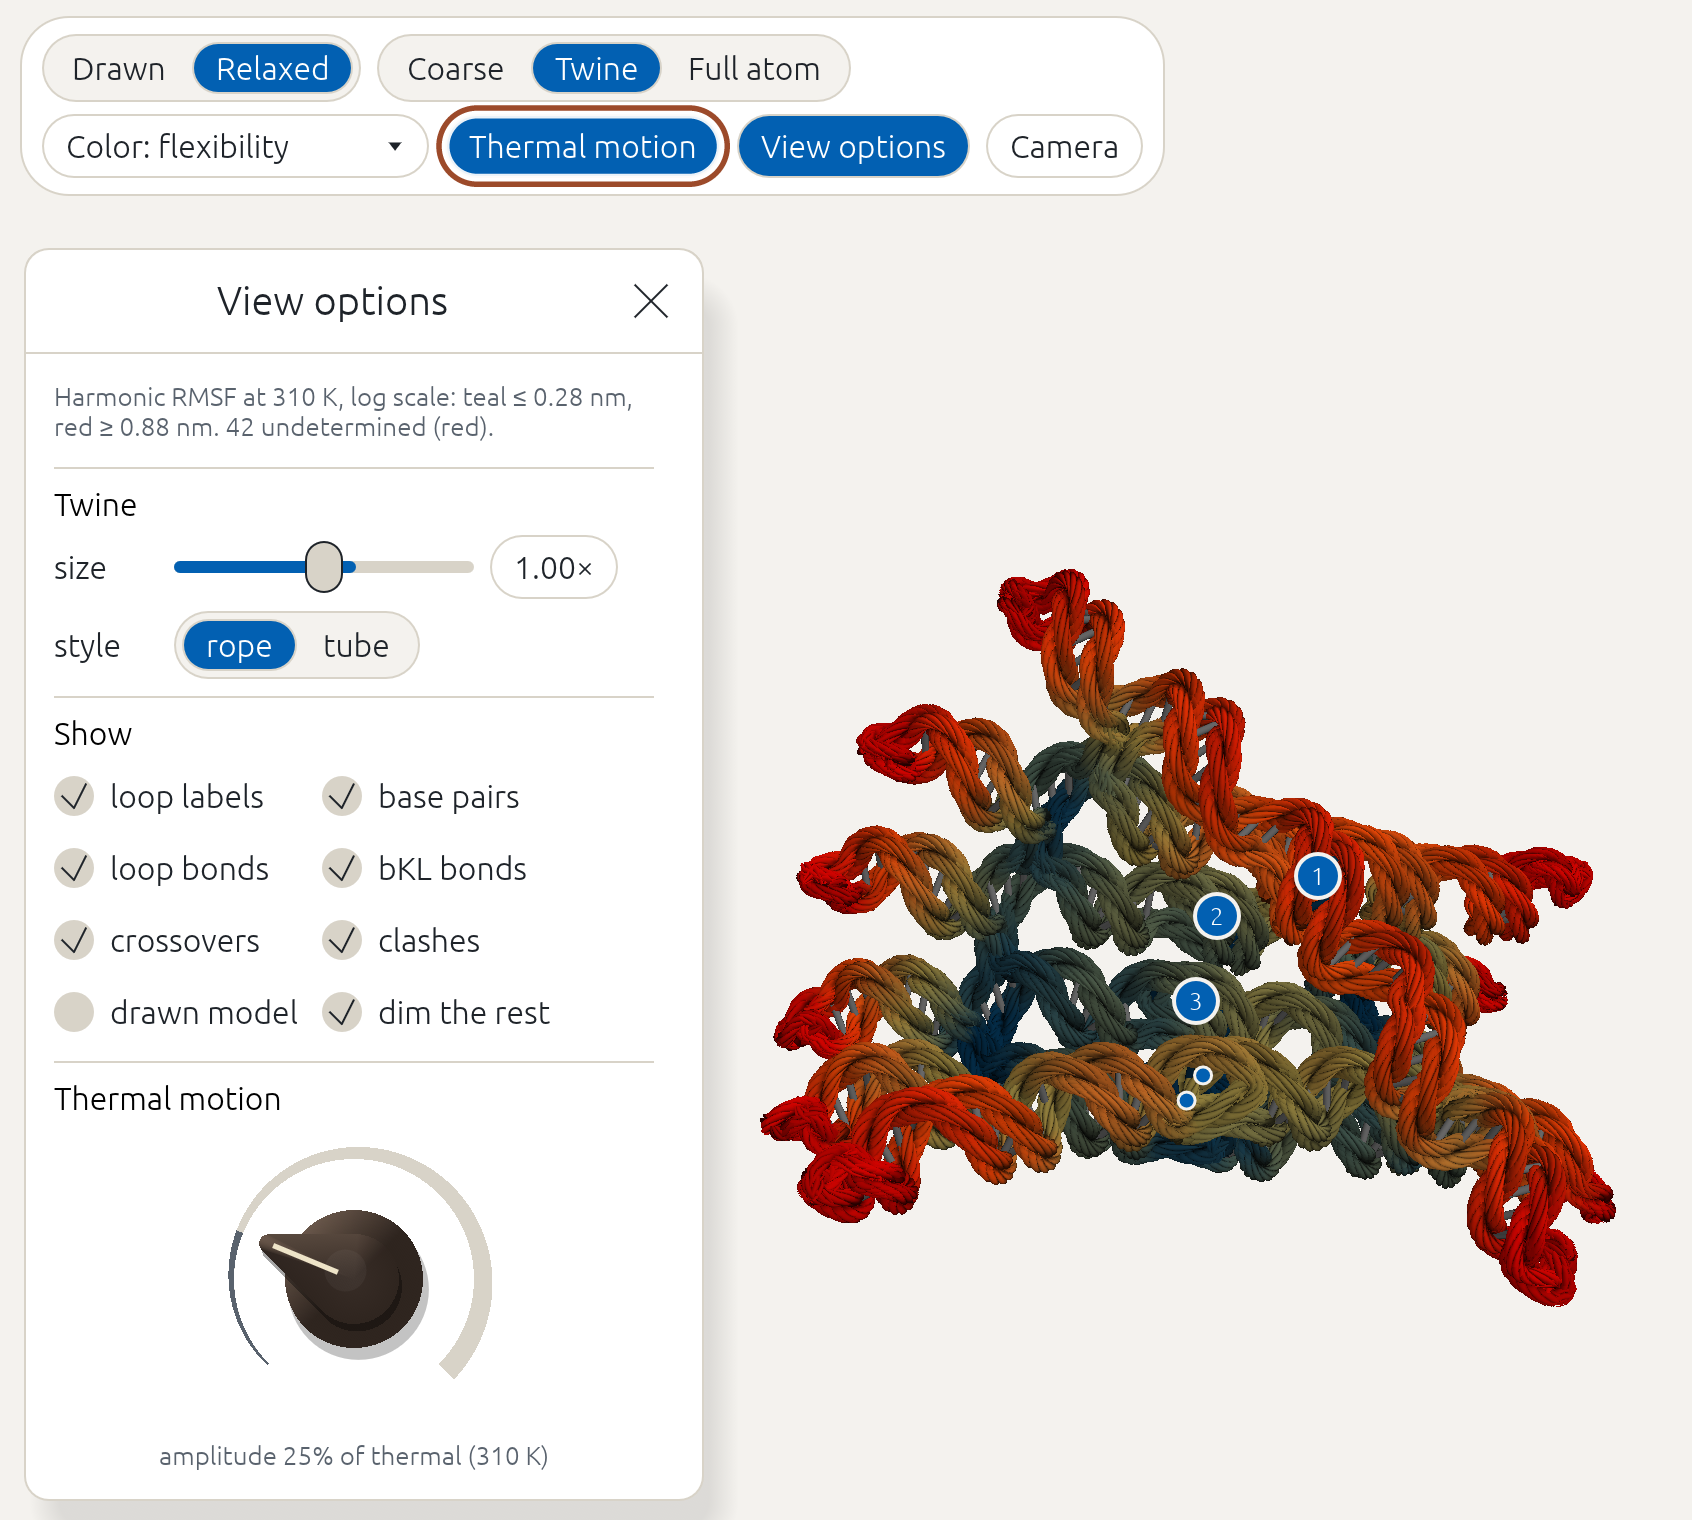 Drawn Relaxed Coarse Twine Full atom
Color: flexibility Thermal motion View options Camera
View options
Harmonic RMSF at 310 K, log scale: teal ≤ 0.28 nm,
red ≥ 0.88 nm. 42 undetermined (red).
Twine
size 1.00×
style rope tube
Show
loop labels base pairs
loop bonds bKL bonds
crossovers clashes
drawn model dim the rest
Thermal motion
amplitude 25% of thermal (310 K)
1
2
3